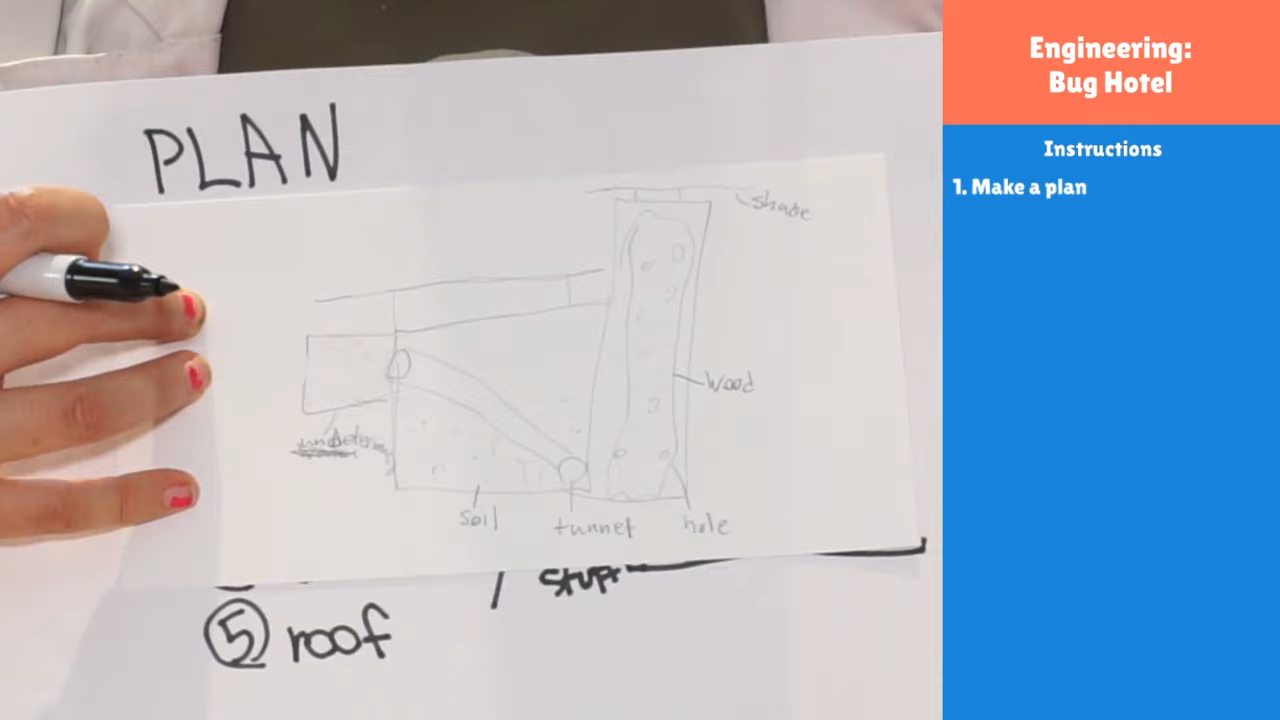 Engineering:
Bug Hotel
Instructions
1. Make a plan
PLAN
shade
wood
soil
tunnel
hole
5 roof